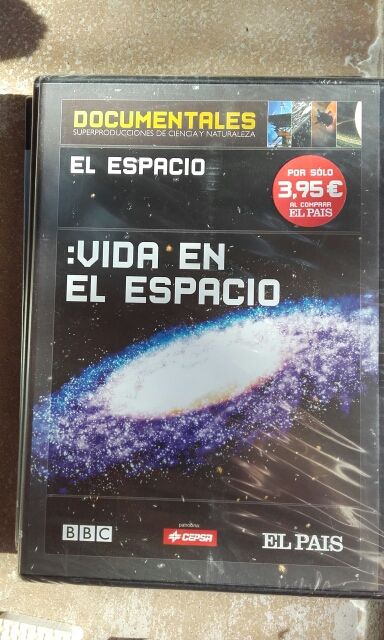 DOCUMENTALES
SUPERPRODUCCIONES DE CIENCIA Y NATURALEZA
EL ESPACIO
POR SÓLO
3,95€
AL COMPRAR
EL PAIS
:VIDA EN
EL ESPACIO
BBC
patrocina:
CEPSA
EL PAIS